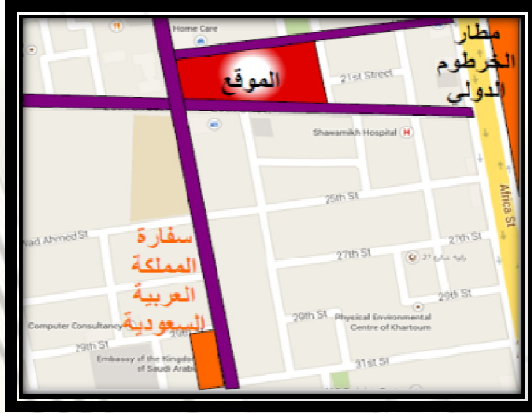 Home Care
مطار
الخرطوم
الدولي
الموقع
21st Street
Shawamikh Hospital H
25th St
Africa St
27th St
27th St
سفارة
المملكة
العربية
السعودية
29th St
29th St
Physical Environmental
Centre of Khartoum
Computer Consultancy
29th St
Embassy of the Kingdom
of Saudi Arabia
31st St